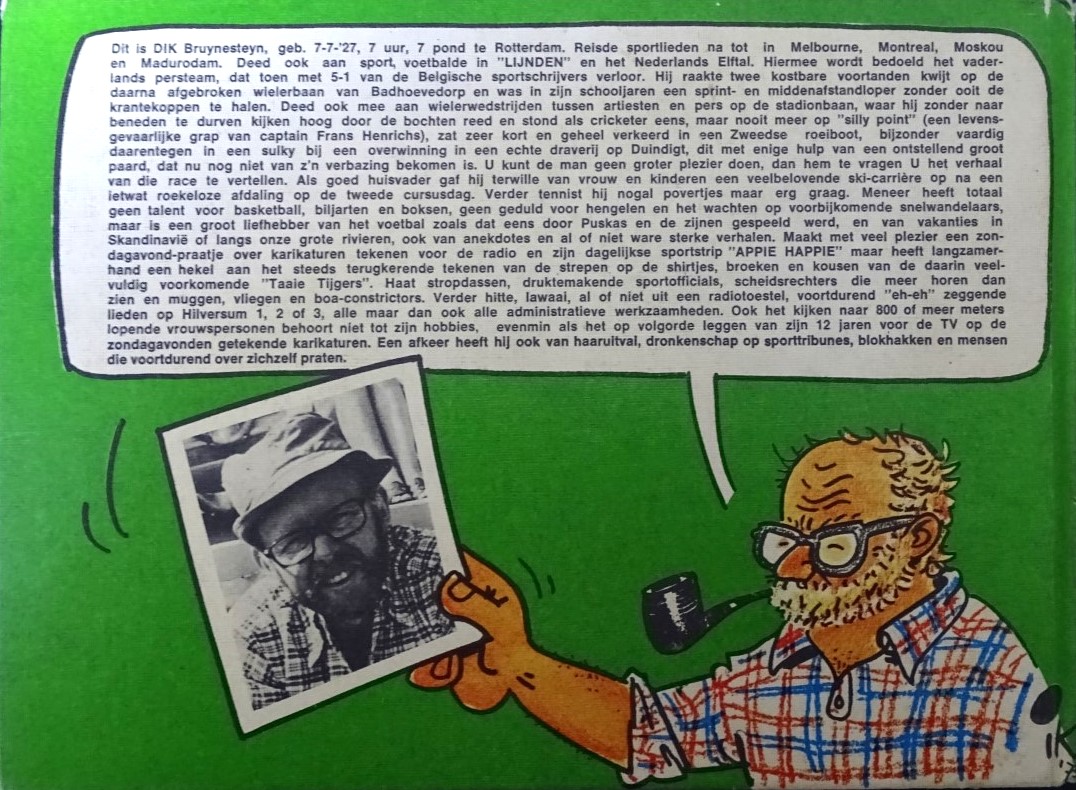 Dit is DIK Bruynesteyn, geb. 7-7-'27, 7 uur, 7 pond te Rotterdam. Reisde sportlieden na tot in Melbourne, Montreal, Moskou
en Madurodam. Deed ook aan sport, voetbalde in "LIJNDEN" en het Nederlands Elftal. Hiermee wordt bedoeld het vader-
lands persteam, dat toen met 5-1 van de Belgische sportschrijvers verloor. Hij raakte twee kostbare voortanden kwijt op de
daarna afgebroken wielerbaan van Badhoevedorp en was in zijn schooljaren een sprint- en middenafstandloper zonder ooit de
krantekoppen te halen. Deed ook mee aan wielerwedstrijden tussen artiesten en pers op de stadionbaan, waar hij zonder naar
beneden te durven kijken hoog door de bochten reed en stond als cricketer eens, maar nooit meer op "silly point" (een levens-
gevaarlijke grap van captain Frans Henrichs), zat zeer kort en geheel verkeerd in een Zweedse roeiboot, bijzonder vaardig
daarentegen in een sulky bij een overwinning in een echte draverij op Duindigt, dit met enige hulp van een ontstellend groot
paard, dat nu nog niet van z'n verbazing bekomen is. U kunt de man geen groter plezier doen, dan hem te vragen U het verhaal
van die race te vertellen. Als goed huisvader gaf hij terwille van vrouw en kinderen een veelbelovende ski-carrière op na een
ietwat roekeloze afdaling op de tweede cursusdag. Verder tennist hij nogal povertjes maar erg graag. Meneer heeft totaal
geen talent voor basketball, biljarten en boksen, geen geduld voor hengelen en het wachten op voorbijkomende snelwandelaars,
maar is een groot liefhebber van het voetbal zoals dat eens door Puskas en de zijnen gespeeld werd, en van vakanties in
Skandinavië of langs onze grote rivieren, ook van anekdotes en al of niet ware sterke verhalen. Maakt met veel plezier een zon-
dagavond-praatje over karikaturen tekenen voor de radio en zijn dagelijkse sportstrip "APPIE HAPPIE" maar heeft langzamer-
hand een hekel aan het steeds terugkerende tekenen van de strepen op de shirtjes, broeken en kousen van de daarin veel-
vuldig voorkomende "Taaie Tijgers". Haat stropdassen, druktemakende sportofficials, scheidsrechters die meer horen dan
zien en muggen, vliegen en boa-constrictors. Verder hitte, lawaai, al of niet uit een radiotoestel, voortdurend "eh-eh" zeggende
lieden op Hilversum 1, 2 of 3, alle maar dan ook alle administratieve werkzaamheden. Ook het kijken naar 800 of meer meters
lopende vrouwspersonen behoort niet tot zijn hobbies, evenmin als het op volgorde leggen van zijn 12 jaren voor de TV op de
zondagavonden getekende karikaturen. Een afkeer heeft hij ook van haaruitval, dronkenschap op sporttribunes, blokhakken en mensen
die voortdurend over zichzelf praten.